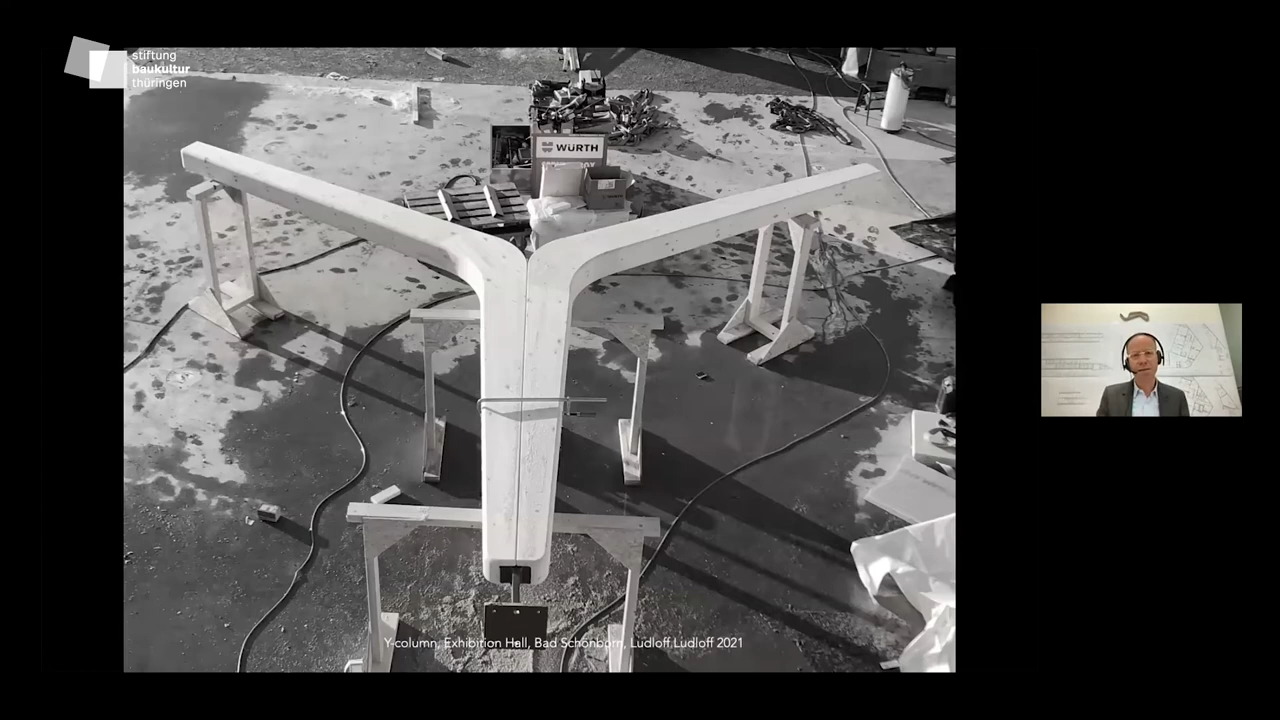 stiftung
baukultur
thüringen
WÜRTH
Y-column, Exhibition Hall, Bad Schönborn, Ludloff Ludloff 2021